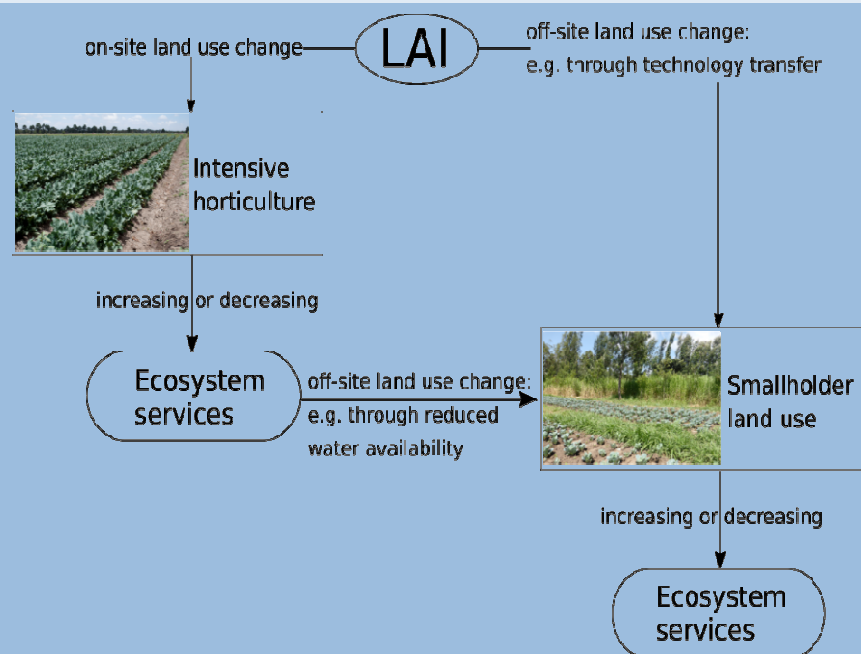 LAI
on-site land use change
off-site land use change:
e.g. through technology transfer
Intensive
horticulture
increasing or decreasing
Ecosystem
services
off-site land use change:
e.g. through reduced
water availability
Smallholder
land use
increasing or decreasing
Ecosystem
services